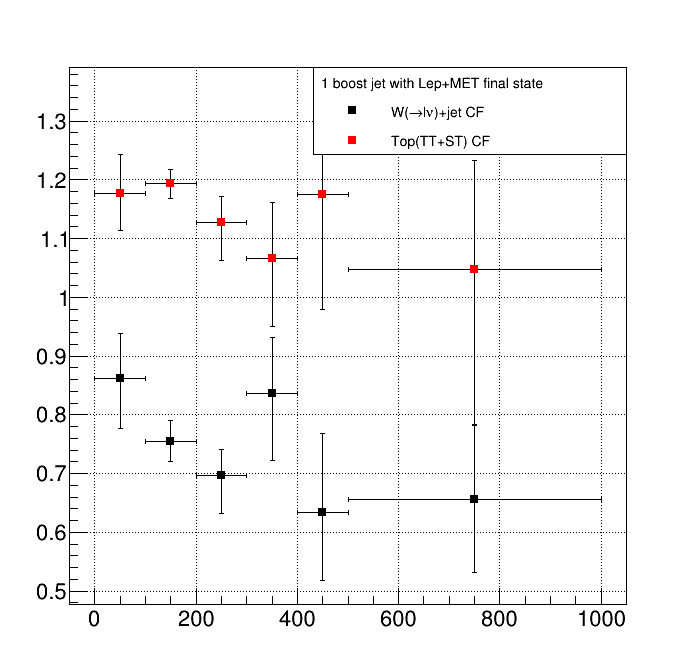 1 boost jet with Lep+MET final state
W(→lν)+jet CF
Top(TT+ST) CF
1.3
1.2
1.1
1
0.9
0.8
0.7
0.6
0.5
0 200 400 600 800 1000